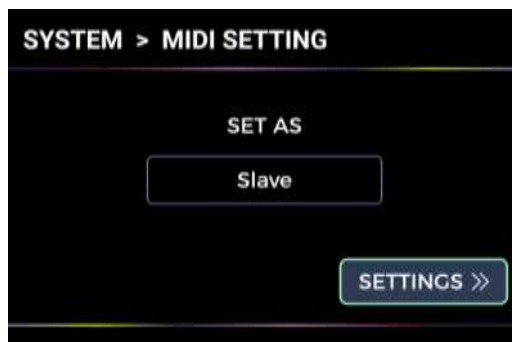 SYSTEM > MIDI SETTING
SET AS
Slave
SETTINGS >>